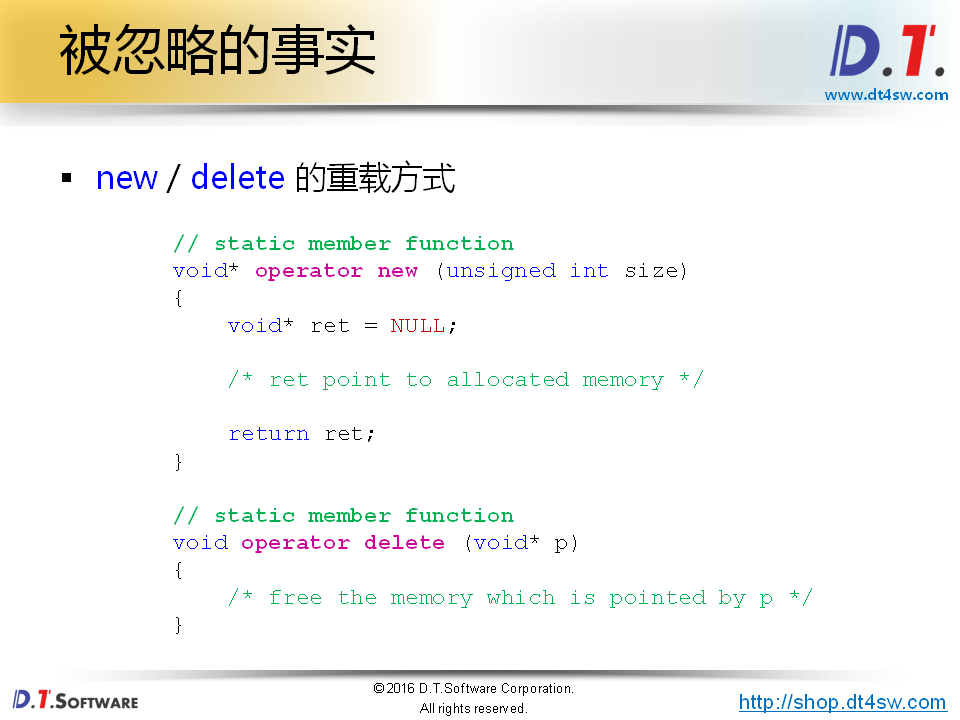 被忽略的事实
D.T.
www.dt4sw.com
▪ new / delete 的重载方式
// static member function
void* operator new (unsigned int size)
{
    void* ret = NULL;
    /* ret point to allocated memory */
    return ret;
}
// static member function
void operator delete (void* p)
{
    /* free the memory which is pointed by p */
}
D.T.SOFTWARE
©2016 D.T.Software Corporation.
All rights reserved.
http://shop.dt4sw.com